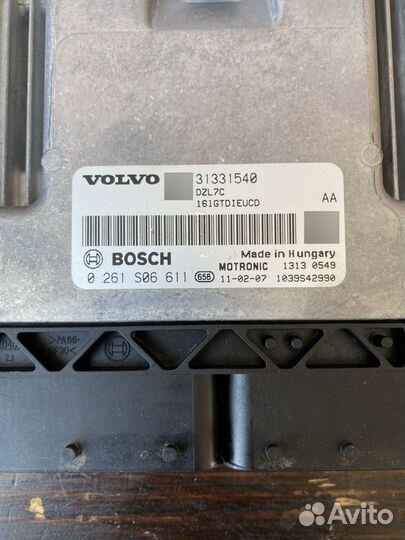 VOLVO 31331540
DZL7C
161GTDIEUCD AA
BOSCH Made in Hungary
MOTRONIC 1313 0549
0 261 S06 611 656 11-02-07 1039S42990
>PA66-
Avito